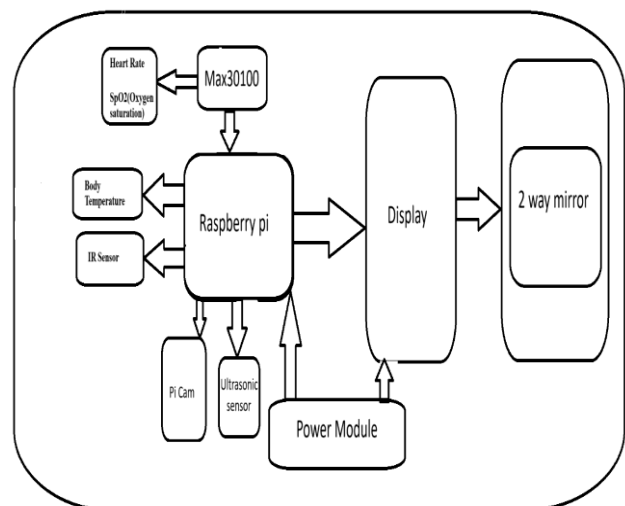 Heart Rate
SpO2(Oxygen
saturation)
Max30100
Body
Temperature
Raspberry pi
IR Sensor
Display
2 way mirror
Pi Cam
Ultrasonic
sensor
Power Module